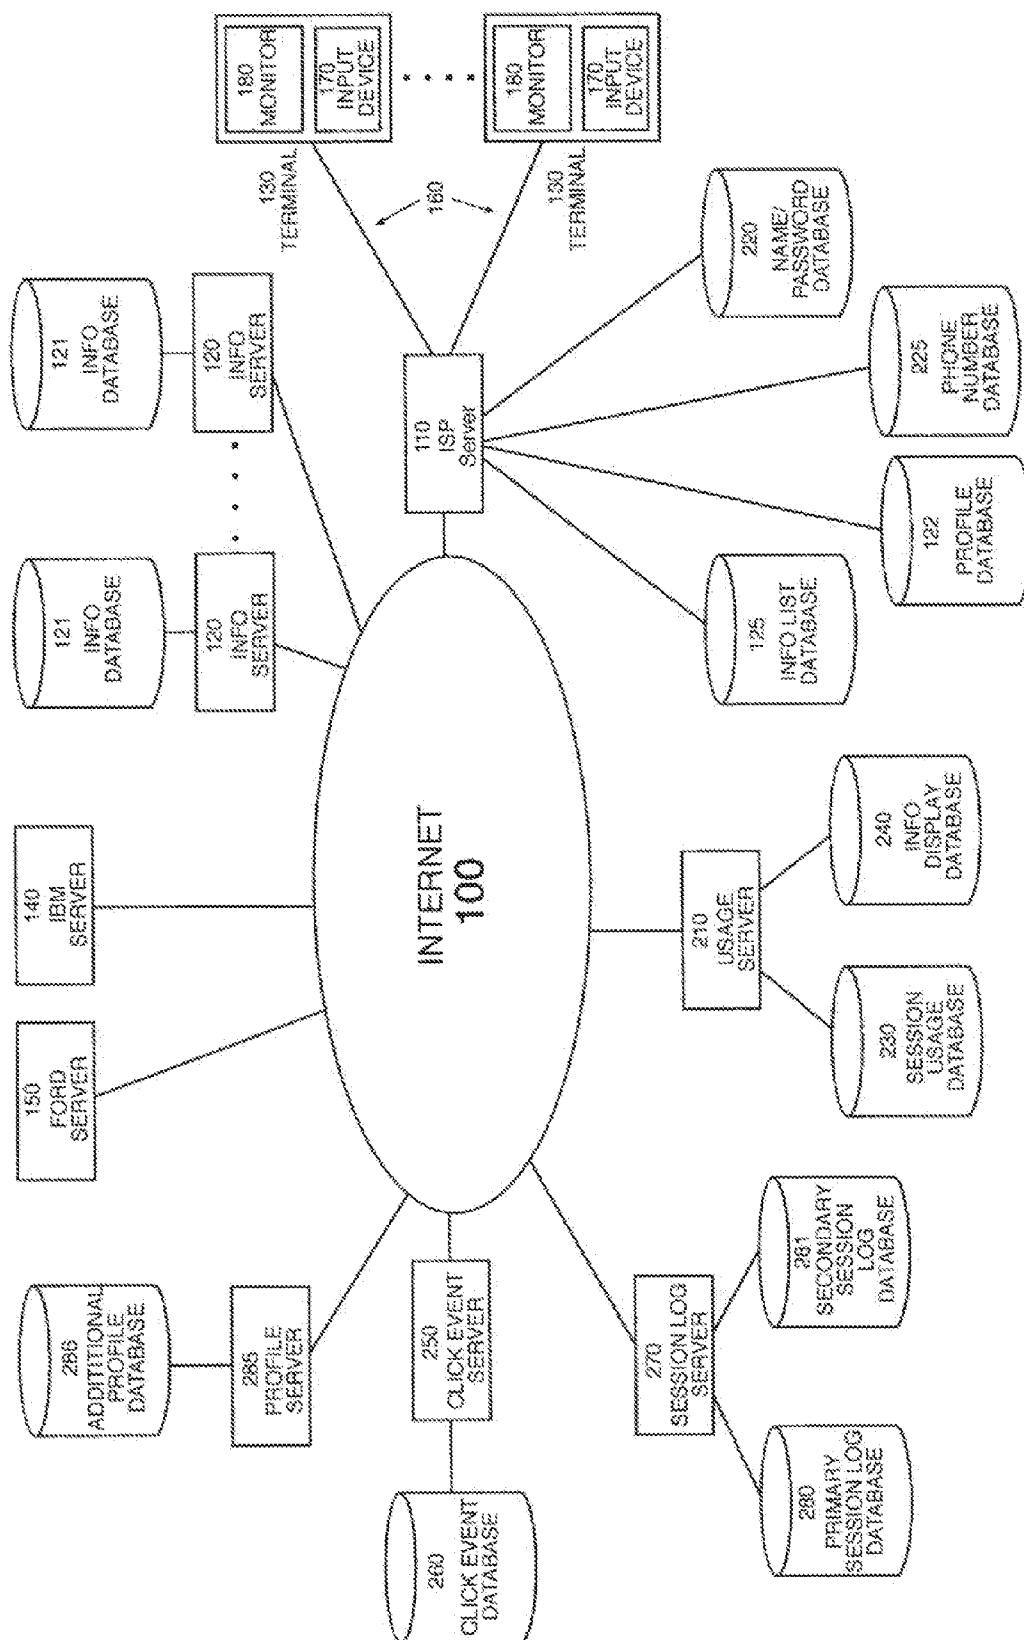 286
ADDITITIONAL
PROFILE
DATABASE
150
FORD
SERVER
140
IBM
SERVER
121
INFO
DATABASE
121
INFO
DATABASE
285
PROFILE
SERVER
120
INFO
SERVER
120
INFO
SERVER
130
TERMINAL
180
MONITOR
170
INPUT
DEVICE
130
TERMINAL
180
MONITOR
170
INPUT
DEVICE
160
260
CLICK EVENT
DATABASE
250
CLICK EVENT
SERVER
INTERNET
100
110
ISP
Server
270
SESSION LOG
SERVER
210
USAGE
SERVER
125
INFO LIST
DATABASE
220
NAME/
PASSWORD
DATABASE
280
PRIMARY
SESSION LOG
DATABASE
281
SECONDARY
SESSION
LOG
DATABASE
230
SESSION
USAGE
DATABASE
240
INFO
DISPLAY
DATABASE
122
PROFILE
DATABASE
225
PHONE
NUMBER
DATABASE